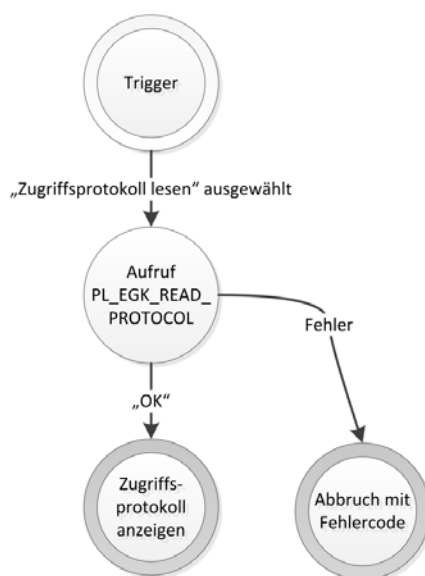 Trigger
„Zugriffsprotokoll lesen“ ausgewählt
Aufruf
PL_EGK_READ_
PROTOCOL
Fehler
„OK“
Zugriffs-
protokoll
anzeigen
Abbruch mit
Fehlercode